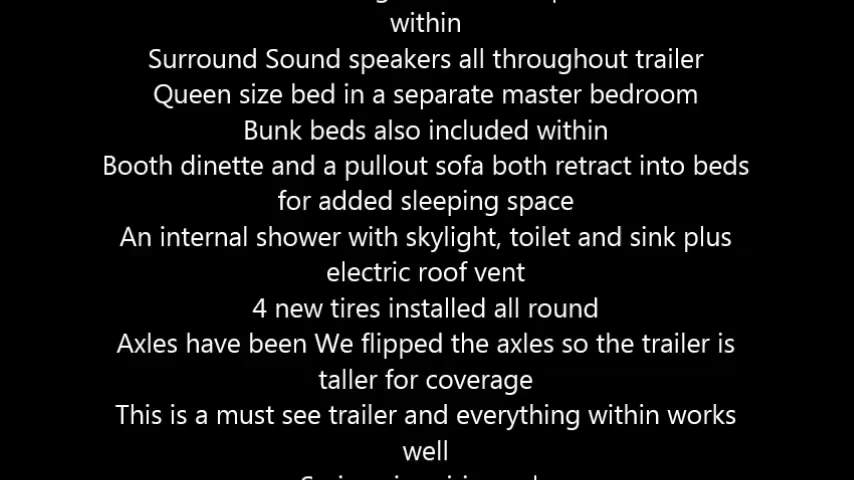 within
Surround Sound speakers all throughout trailer
Queen size bed in a separate master bedroom
Bunk beds also included within
Booth dinette and a pullout sofa both retract into beds
for added sleeping space
An internal shower with skylight, toilet and sink plus
electric roof vent
4 new tires installed all round
Axles have been We flipped the axles so the trailer is
taller for coverage
This is a must see trailer and everything within works
well